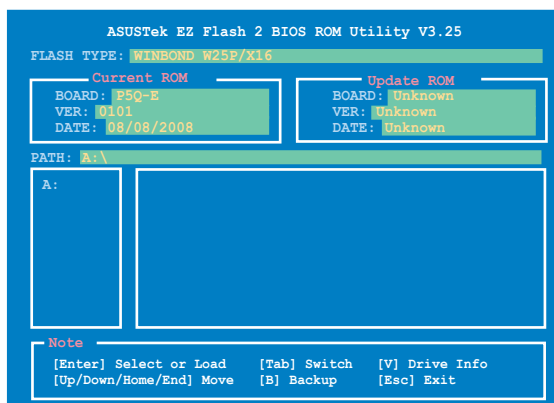 ASUSTek EZ Flash 2 BIOS ROM Utility V3.25
FLASH TYPE: WINBOND W25P/X16
Current ROM
BOARD: P5Q-E
VER: 0101
DATE: 08/08/2008
Update ROM
BOARD: Unknown
VER: Unknown
DATE: Unknown
PATH: A:\
A:
Note
[Enter] Select or Load [Tab] Switch [V] Drive Info
[Up/Down/Home/End] Move [B] Backup [Esc] Exit